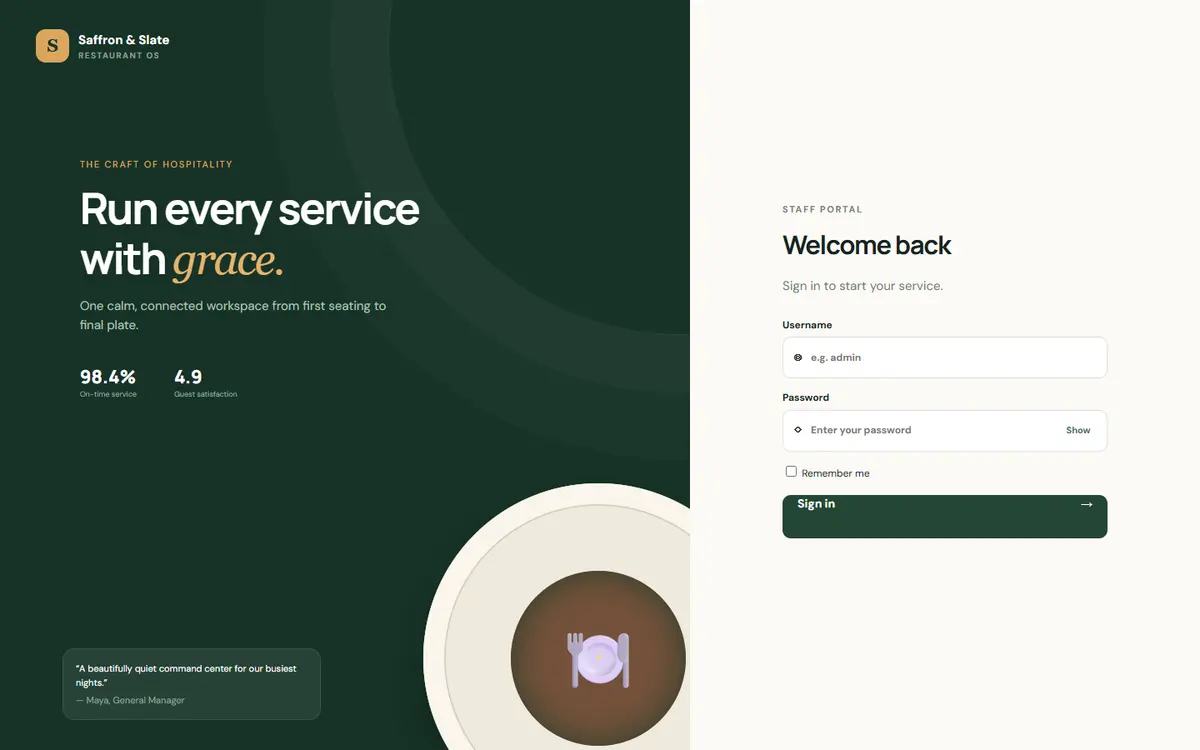 S
Saffron & Slate
RESTAURANT OS
THE CRAFT OF HOSPITALITY
Run every service
with grace.
One calm, connected workspace from first seating to
final plate.
98.4%
On-time service
4.9
Guest satisfaction
“A beautifully quiet command center for our busiest
nights.”
— Maya, General Manager
STAFF PORTAL
Welcome back
Sign in to start your service.
Username
e.g. admin
Password
Enter your password
Show
Remember me
Sign in →